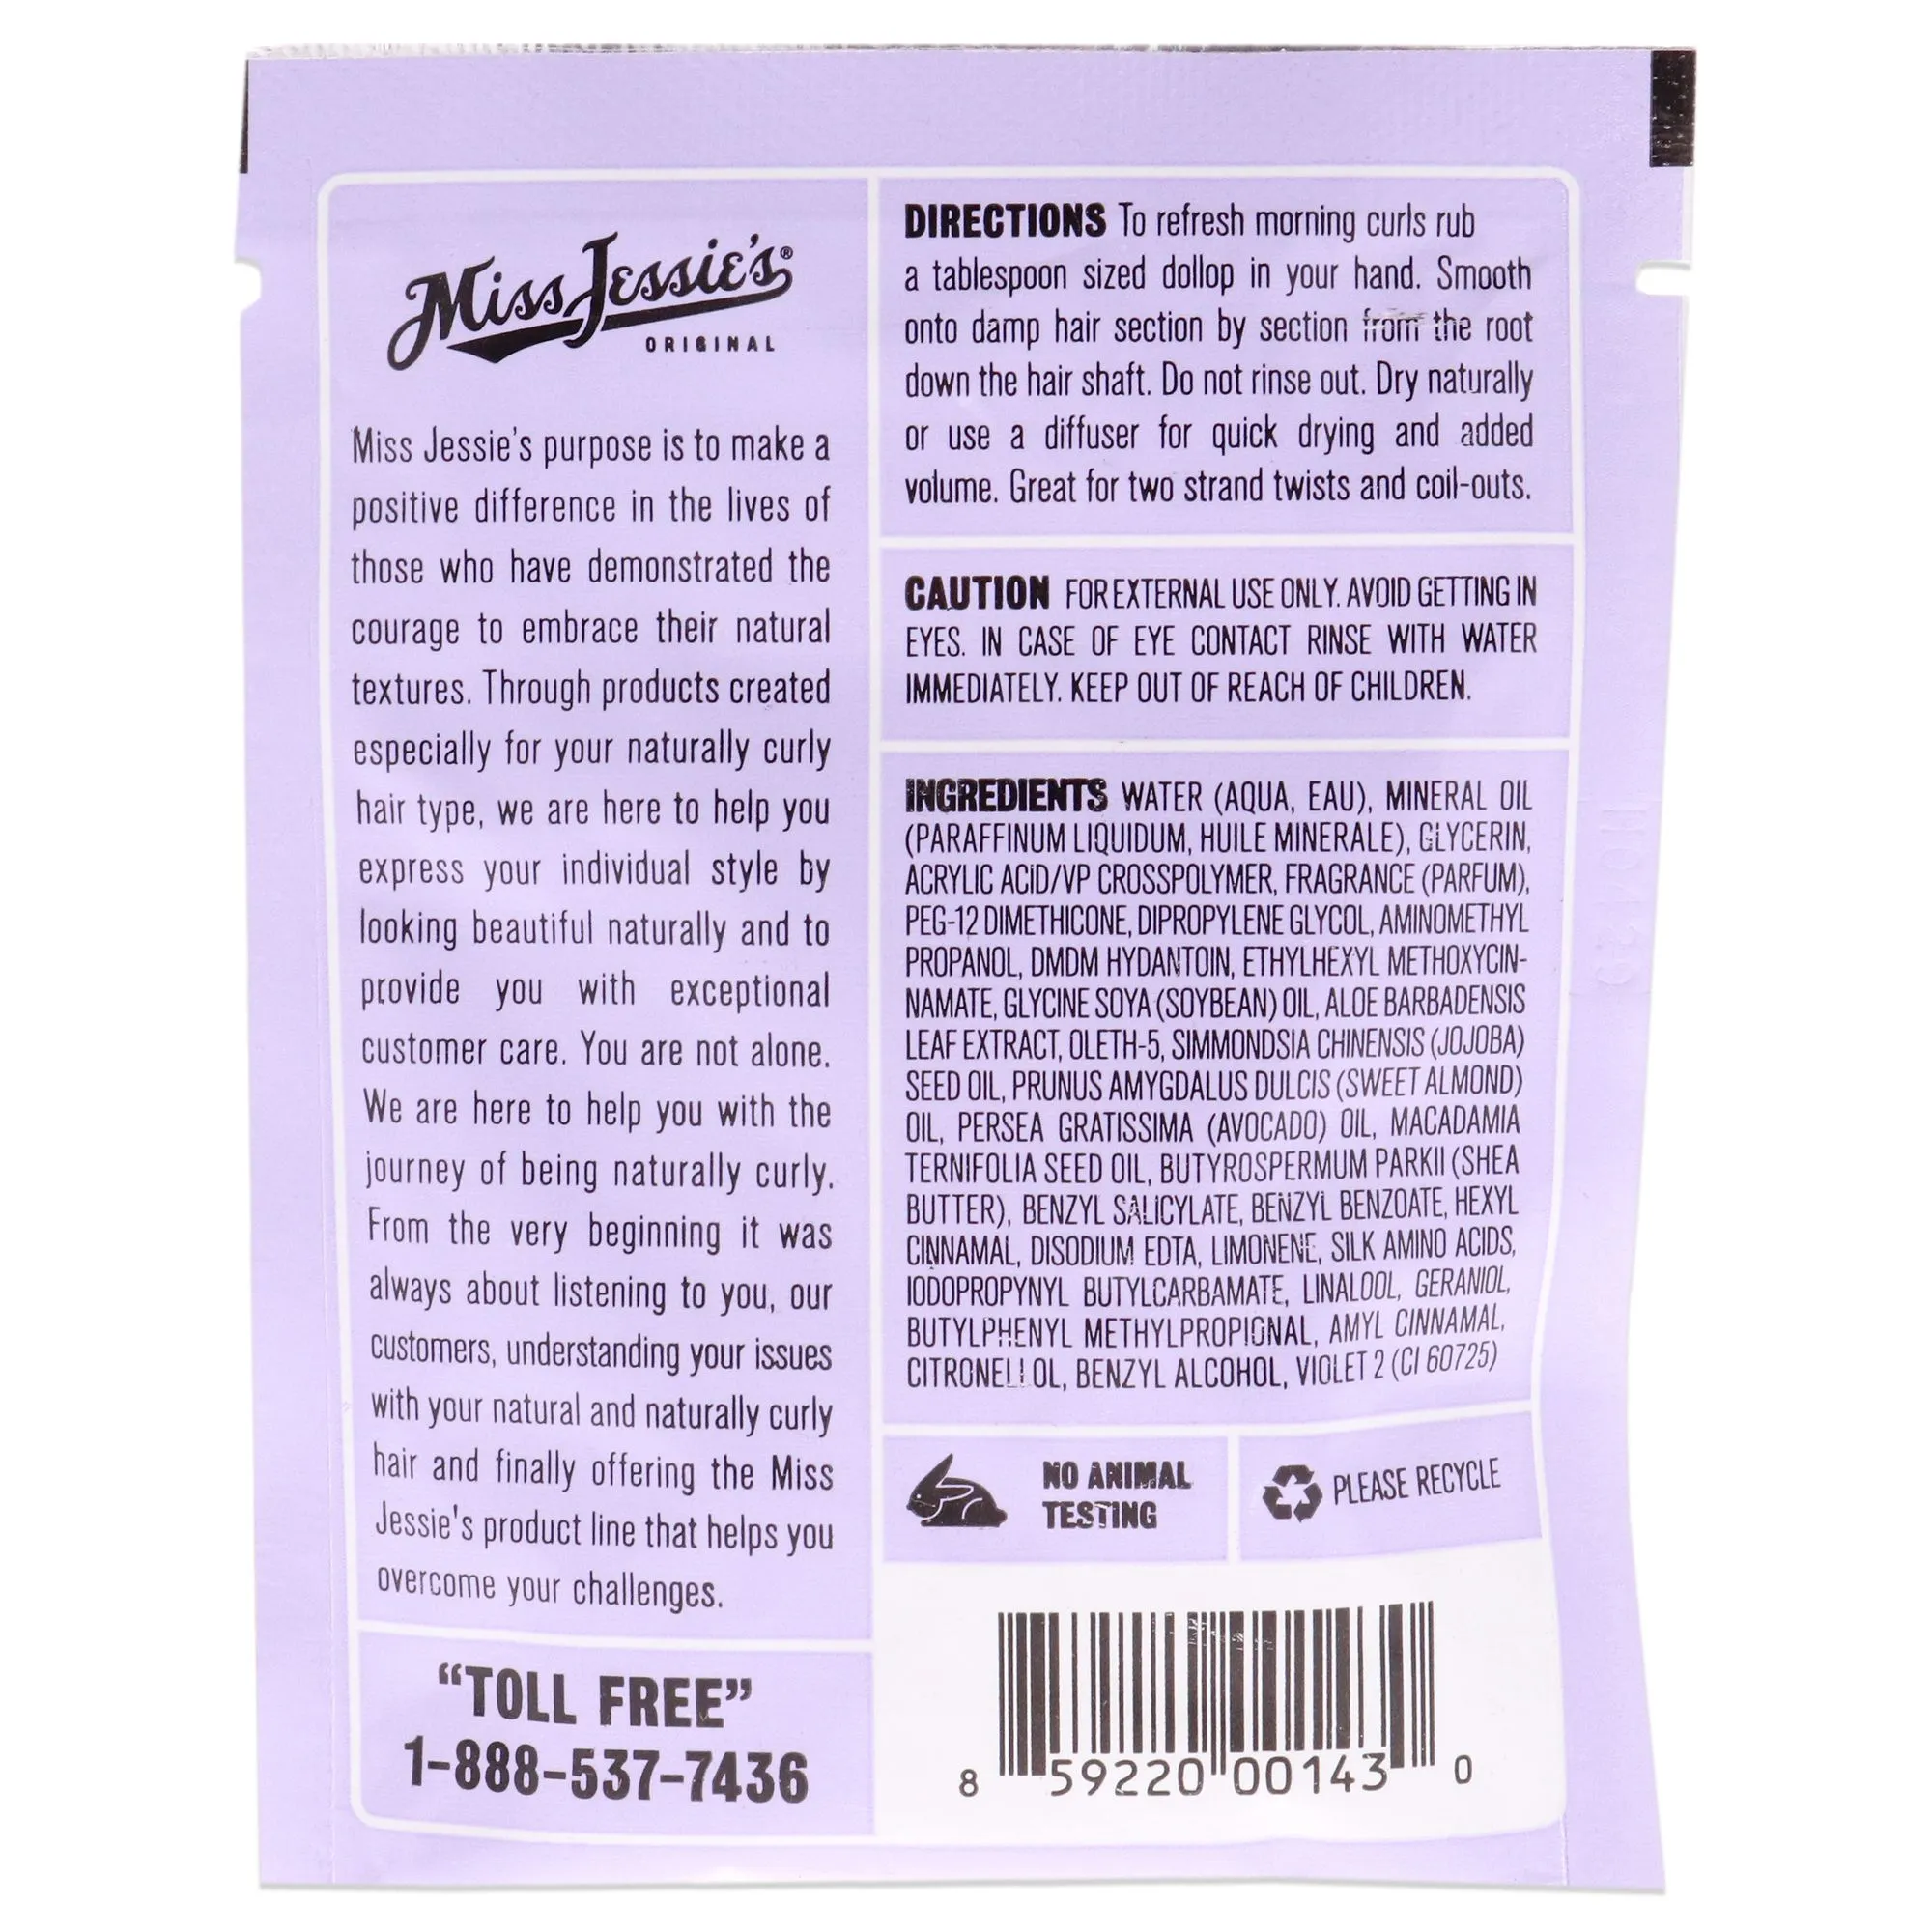 Miss Jessie's®
ORIGINAL
Miss Jessie's purpose is to make a
positive difference in the lives of
those who have demonstrated the
courage to embrace their natural
textures. Through products created
especially for your naturally curly
hair type, we are here to help you
express your individual style by
looking beautiful naturally and to
provide you with exceptional
customer care. You are not alone.
We are here to help you with the
journey of being naturally curly.
From the very beginning it was
always about listening to you, our
customers, understanding your issues
with your natural and naturally curly
hair and finally offering the Miss
Jessie's product line that helps you
overcome your challenges.
"TOLL FREE"
1-888-537-7436
DIRECTIONS To refresh morning curls rub
a tablespoon sized dollop in your hand. Smooth
onto damp hair section by section from the root
down the hair shaft. Do not rinse out. Dry naturally
or use a diffuser for quick drying and added
volume. Great for two strand twists and coil-outs.
CAUTION FOR EXTERNAL USE ONLY. AVOID GETTING IN
EYES. IN CASE OF EYE CONTACT RINSE WITH WATER
IMMEDIATELY. KEEP OUT OF REACH OF CHILDREN.
INGREDIENTS WATER (AQUA, EAU), MINERAL OIL
(PARAFFINUM LIQUIDUM, HUILE MINERALE), GLYCERIN,
ACRYLIC ACID/VP CROSSPOLYMER, FRAGRANCE (PARFUM),
PEG-12 DIMETHICONE, DIPROPYLENE GLYCOL, AMINOMETHYL
PROPANOL, DMDM HYDANTOIN, ETHYLHEXYL METHOXYCIN-
NAMATE, GLYCINE SOYA (SOYBEAN) OIL, ALOE BARBADENSIS
LEAF EXTRACT, OLETH-5, SIMMONDSIA CHINENSIS (JOJOBA)
SEED OIL, PRUNUS AMYGDALUS DULCIS (SWEET ALMOND)
OIL, PERSEA GRATISSIMA (AVOCADO) OIL, MACADAMIA
TERNIFOLIA SEED OIL, BUTYROSPERMUM PARKII (SHEA
BUTTER), BENZYL SALICYLATE, BENZYL BENZOATE, HEXYL
CINNAMAL, DISODIUM EDTA, LIMONENE, SILK AMINO ACIDS,
IODOPROPYNYL BUTYLCARBAMATE, LINALOOL, GERANIOL,
BUTYLPHENYL METHYLPROPIONAL, AMYL CINNAMAL,
CITRONELLOL, BENZYL ALCOHOL, VIOLET 2 (CI 60725)
NO ANIMAL
TESTING
PLEASE RECYCLE
8 59220 00143 0